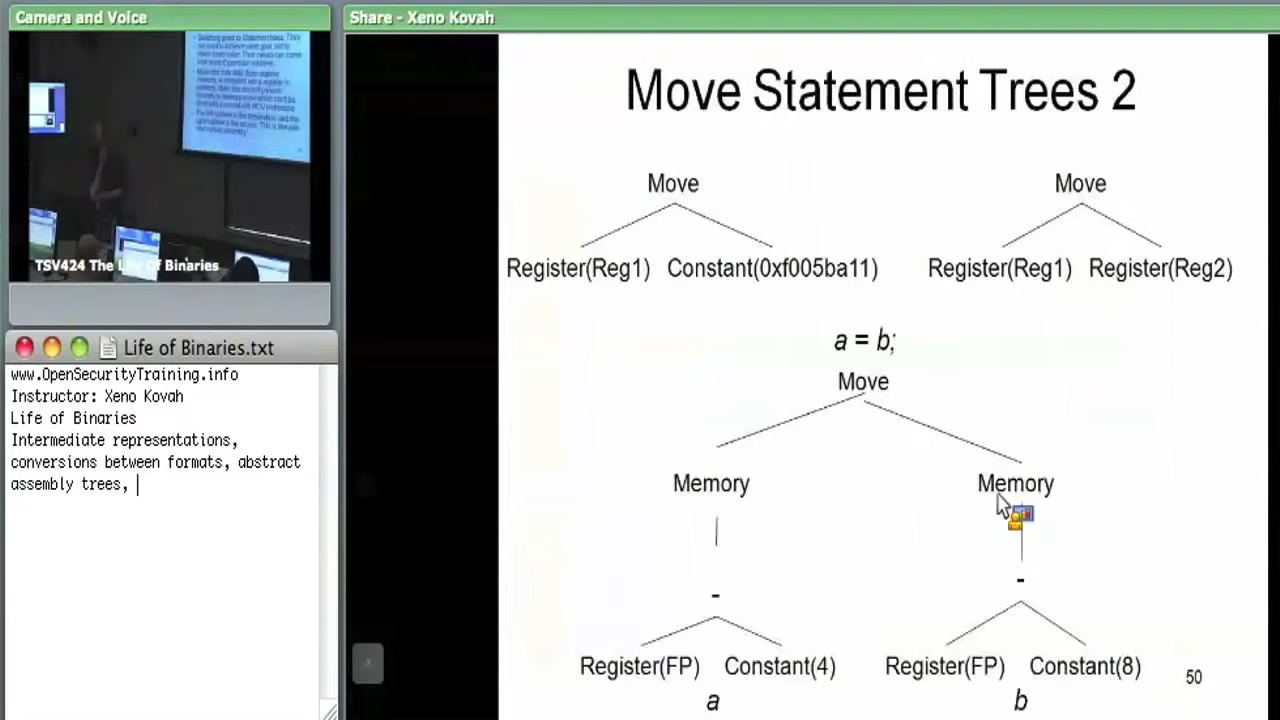 Camera and Voice
TSV424 The Life Of Binaries
Life of Binaries.txt
www.OpenSecurityTraining.info
Instructor: Xeno Kovah
Life of Binaries
Intermediate representations,
conversions between formats, abstract
assembly trees,
Share - Xeno Kovah
Move Statement Trees 2
Move
Move
Register(Reg1) Constant(0xf005ba11)
Register(Reg1) Register(Reg2)
a = b;
Move
Memory
Memory
-
-
Register(FP) Constant(4)
Register(FP) Constant(8)
a
b
50